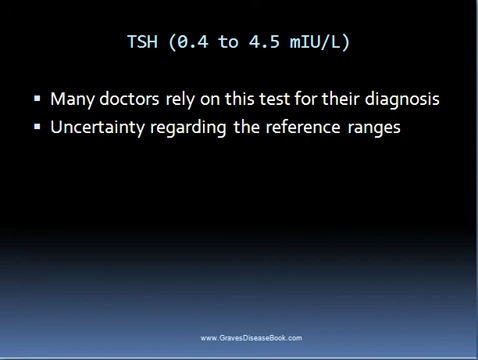 TSH (0.4 to 4.5 mIU/L)
▪ Many doctors rely on this test for their diagnosis
▪ Uncertainty regarding the reference ranges
www.GravesDiseaseBook.com